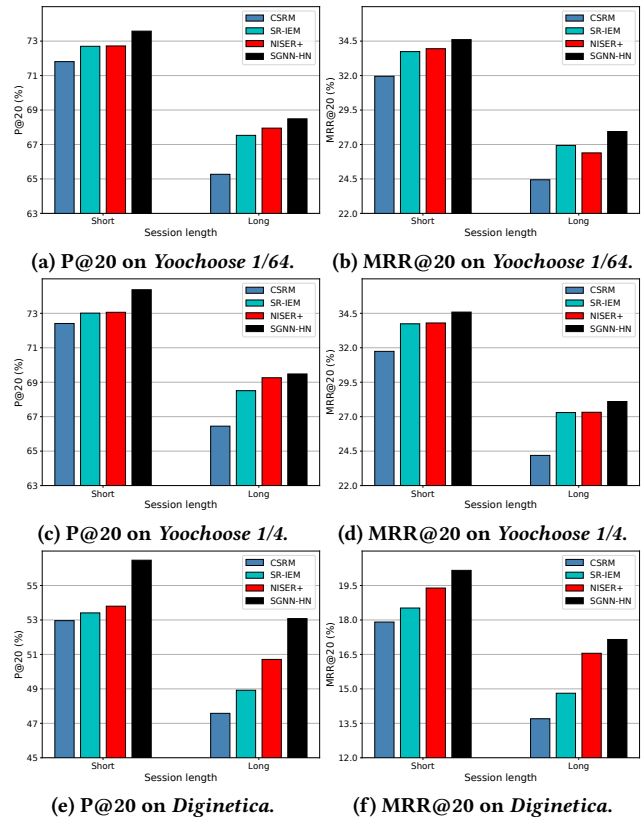 P@20 (%)
73
71
69
67
65
63
CSRM
SR-IEM
NISER+
SGNN-HN
Short
Long
Session length
(a) P@20 on Yoochoose 1/64.
MRR@20 (%)
34.5
32.0
29.5
27.0
24.5
22.0
CSRM
SR-IEM
NISER+
SGNN-HN
Short
Long
Session length
(b) MRR@20 on Yoochoose 1/64.
P@20 (%)
73
71
69
67
65
63
CSRM
SR-IEM
NISER+
SGNN-HN
Short
Long
Session length
(c) P@20 on Yoochoose 1/4.
MRR@20 (%)
34.5
32.0
29.5
27.0
24.5
22.0
CSRM
SR-IEM
NISER+
SGNN-HN
Short
Long
Session length
(d) MRR@20 on Yoochoose 1/4.
P@20 (%)
55
53
51
49
47
45
CSRM
SR-IEM
NISER+
SGNN-HN
Short
Long
Session length
(e) P@20 on Diginetica.
MRR@20 (%)
19.5
18.0
16.5
15.0
13.5
12.0
CSRM
SR-IEM
NISER+
SGNN-HN
Short
Long
Session length
(f) MRR@20 on Diginetica.